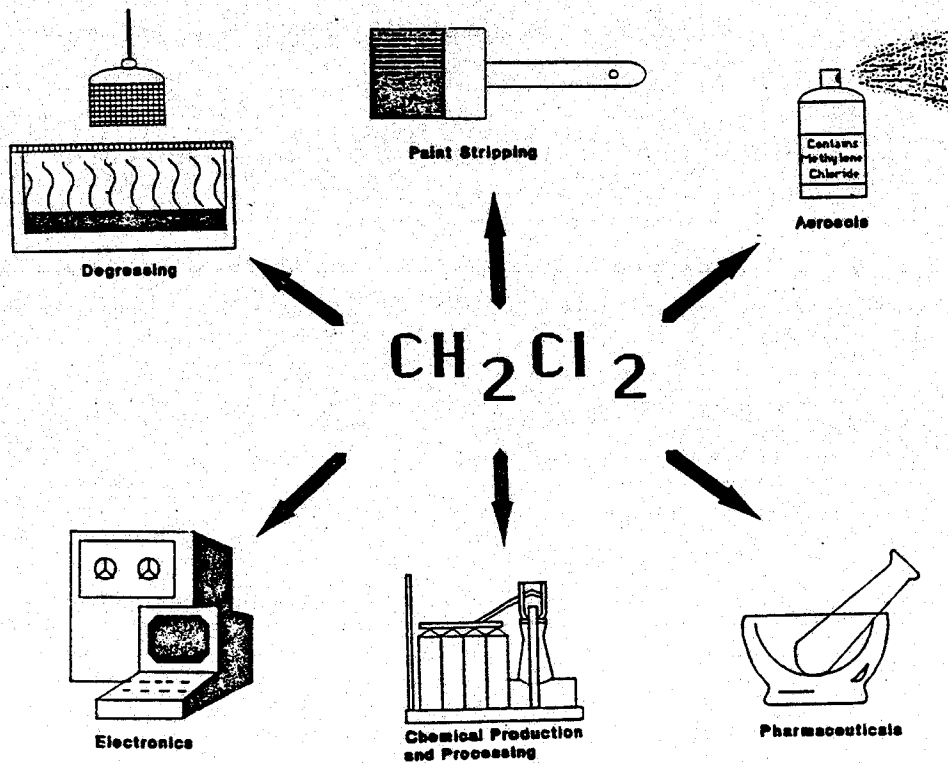 Paint Stripping
Contains
Methylene
Chloride
Aerosols
Degreasing
CH₂Cl₂
Electronics
Chemical Production
and Processing
Pharmaceuticals